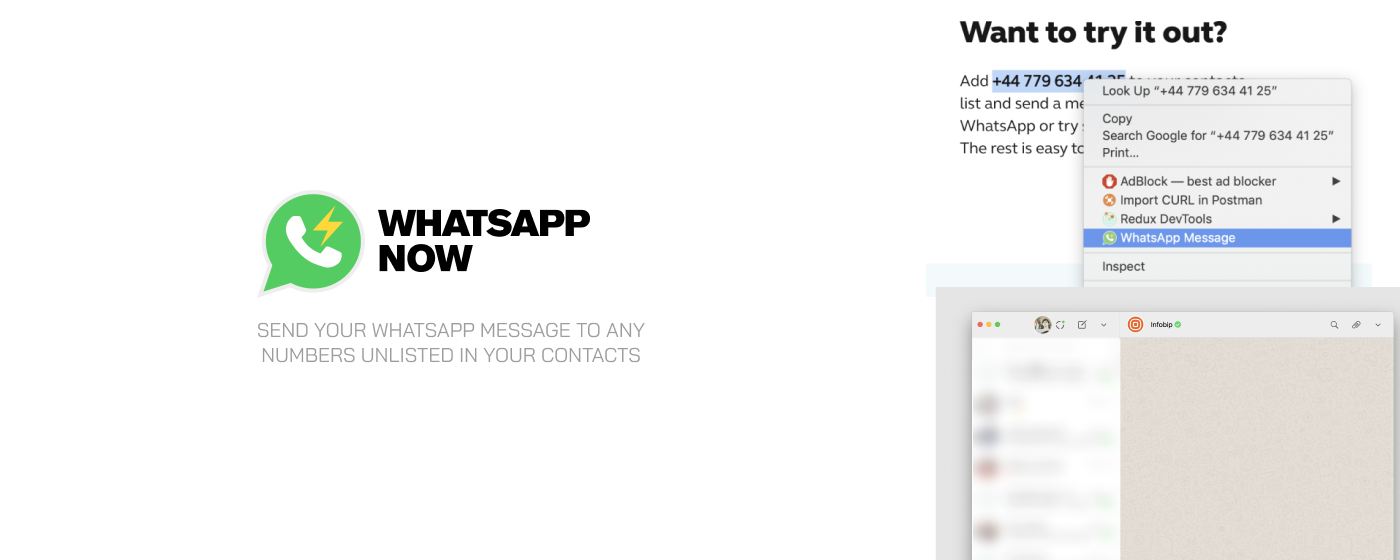 WHATSAPP
NOW
SEND YOUR WHATSAPP MESSAGE TO ANY
NUMBERS UNLISTED IN YOUR CONTACTS
Want to try it out?
Add +44 779 634 41 25 to your contacts
list and send a me
WhatsApp or try
The rest is easy to
Look Up “+44 779 634 41 25”
Copy
Search Google for “+44 779 634 41 25”
Print...
AdBlock — best ad blocker
Import CURL in Postman
Redux DevTools
WhatsApp Message
Inspect
Infobip